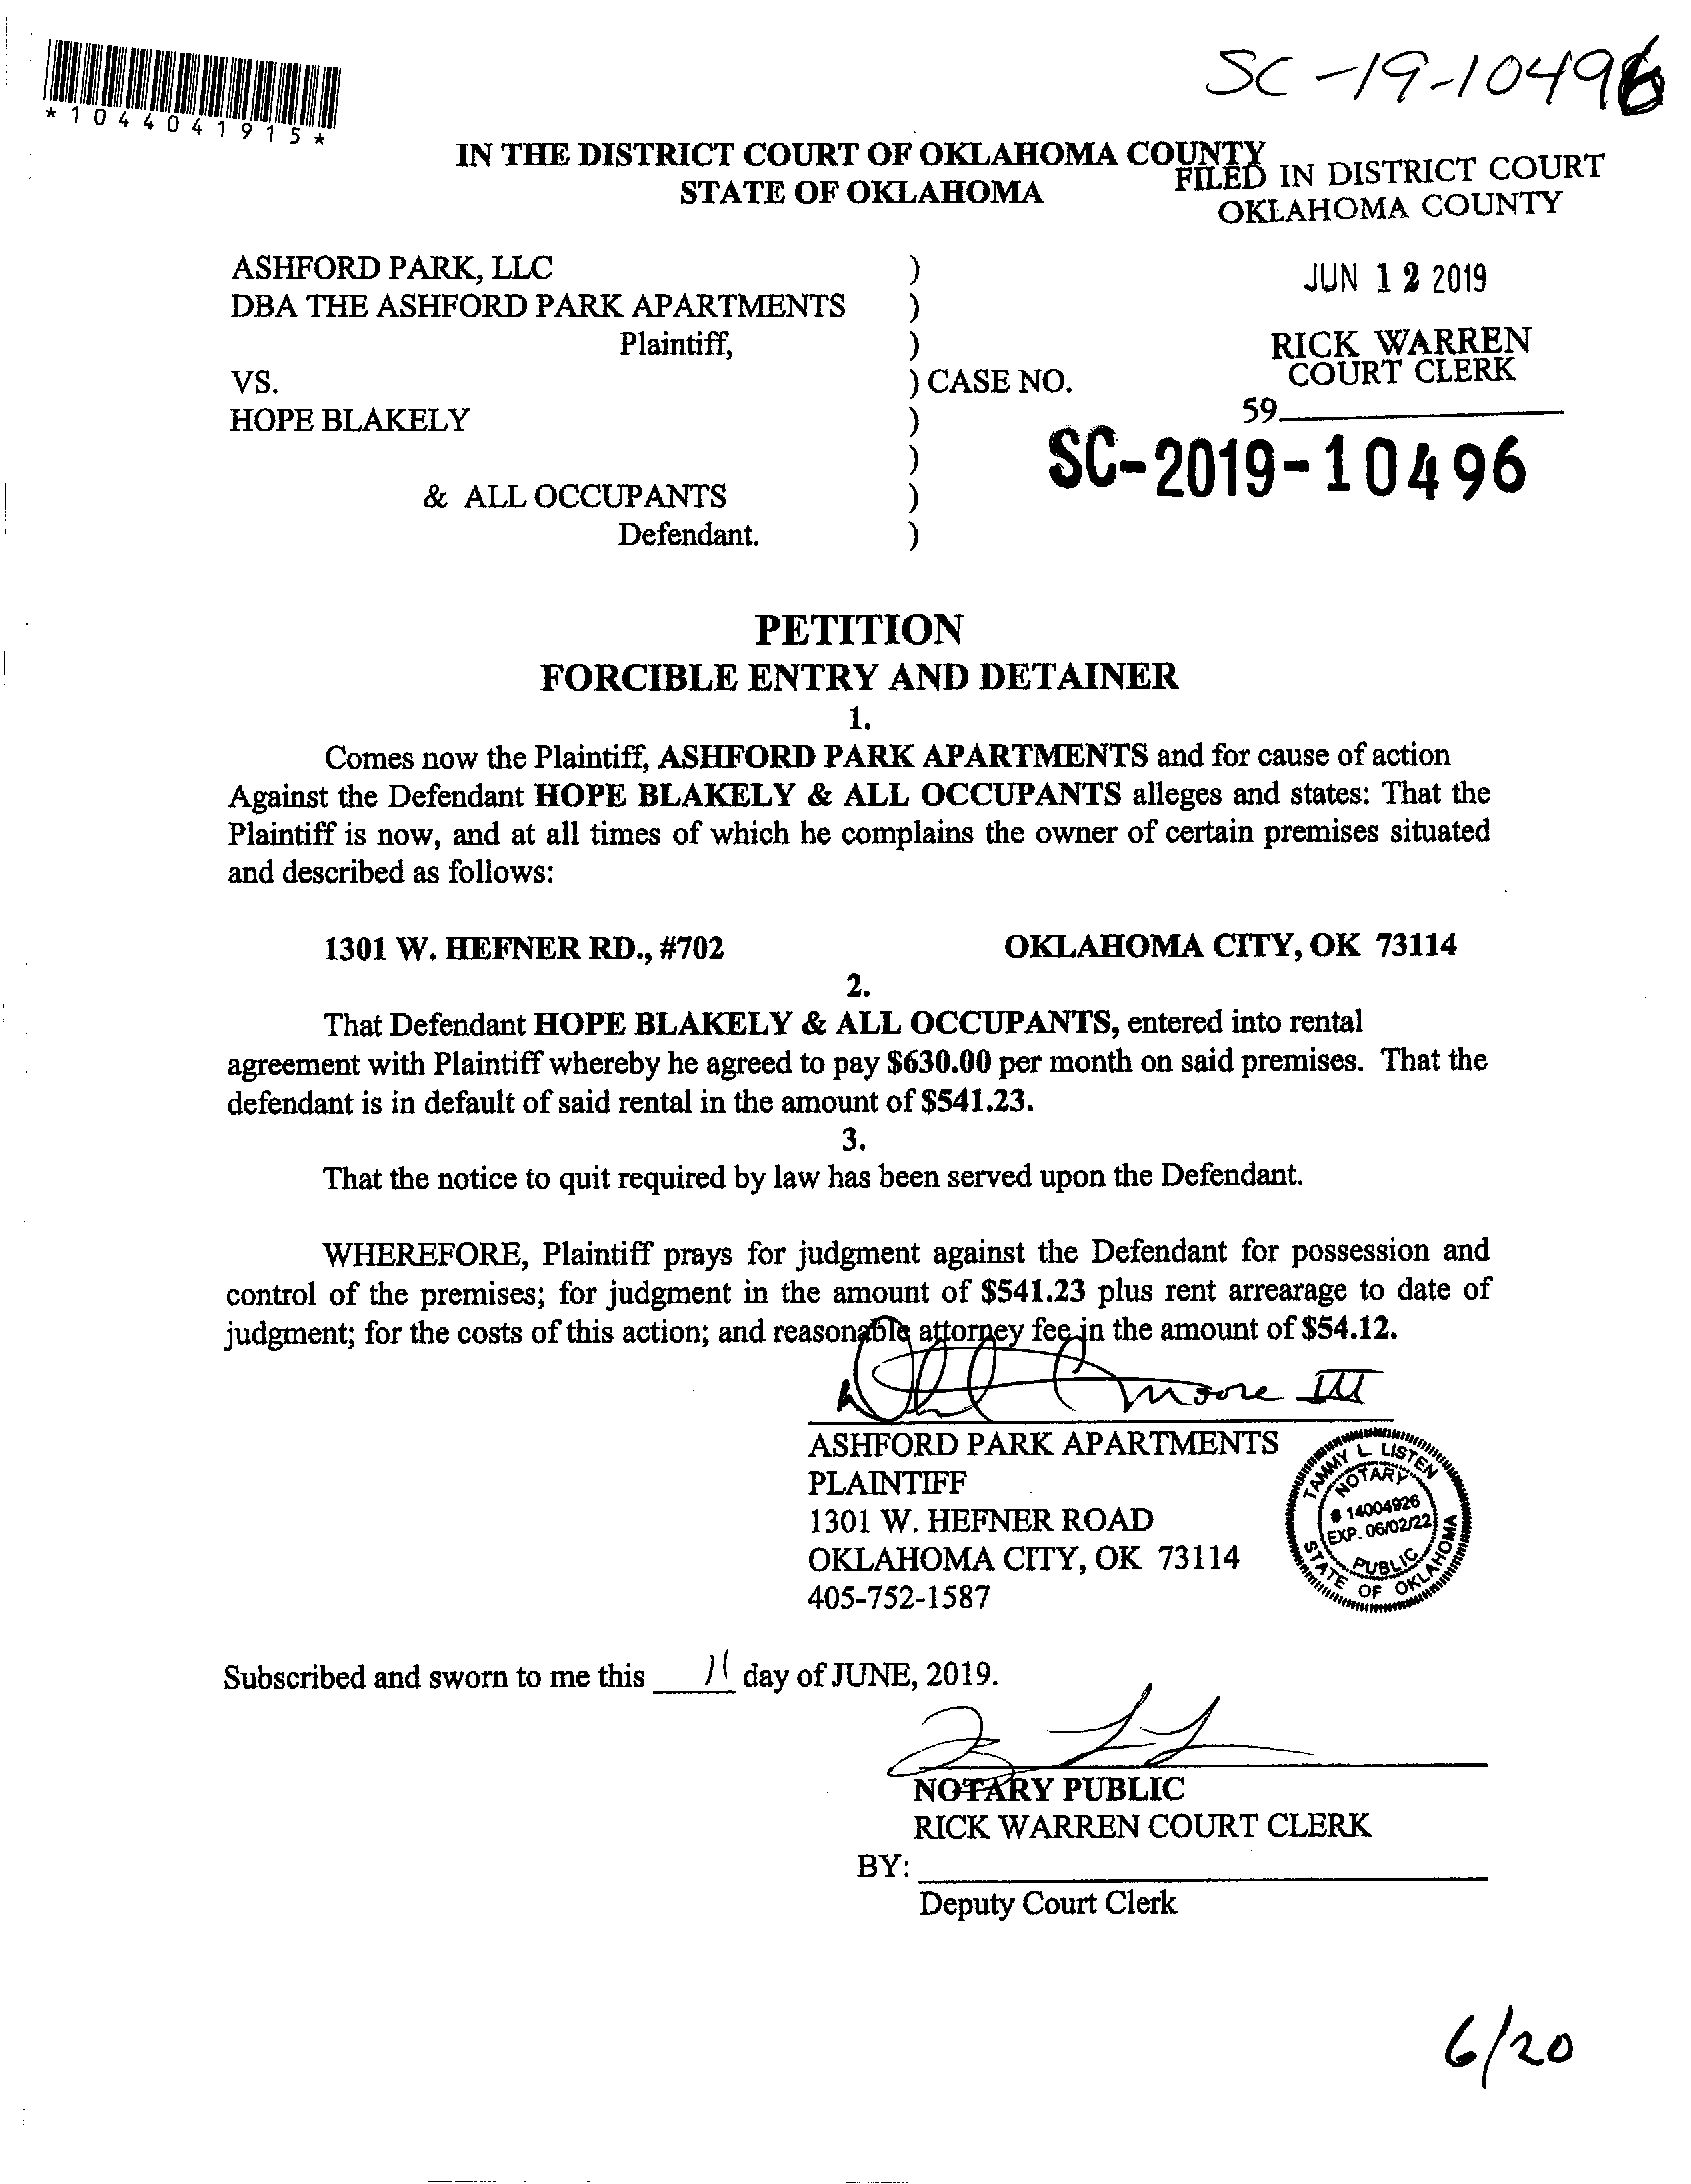 SC-19-10496
*1044041915*
IN THE DISTRICT COURT OF OKLAHOMA COUNTY
STATE OF OKLAHOMA
FILED IN DISTRICT COURT
OKLAHOMA COUNTY
JUN 12 2019
RICK WARREN
COURT CLERK
59
ASHFORD PARK, LLC )
DBA THE ASHFORD PARK APARTMENTS )
Plaintiff, )
VS. ) CASE NO.
HOPE BLAKELY )
)
SC-2019-10496
& ALL OCCUPANTS )
Defendant. )
PETITION
FORCIBLE ENTRY AND DETAINER
1.
Comes now the Plaintiff, ASHFORD PARK APARTMENTS and for cause of action
Against the Defendant HOPE BLAKELY & ALL OCCUPANTS alleges and states: That the
Plaintiff is now, and at all times of which he complains the owner of certain premises situated
and described as follows:
1301 W. HEFNER RD., #702 OKLAHOMA CITY, OK 73114
2.
That Defendant HOPE BLAKELY & ALL OCCUPANTS, entered into rental
agreement with Plaintiff whereby he agreed to pay $630.00 per month on said premises. That the
defendant is in default of said rental in the amount of $541.23.
3.
That the notice to quit required by law has been served upon the Defendant.
WHEREFORE, Plaintiff prays for judgment against the Defendant for possession and
control of the premises; for judgment in the amount of $541.23 plus rent arrearage to date of
judgment; for the costs of this action; and reasonable attorney fee in the amount of $54.12.
Moore III
ASHFORD PARK APARTMENTS
PLAINTIFF
1301 W. HEFNER ROAD
OKLAHOMA CITY, OK 73114
405-752-1587
TAMMY L. LISTEN
NOTARY
# 14004926
EXP. 06/02/22
PUBLIC
STATE OF OKLAHOMA
Subscribed and sworn to me this 11 day of JUNE, 2019.
NOTARY PUBLIC
RICK WARREN COURT CLERK
BY:
Deputy Court Clerk
6/20